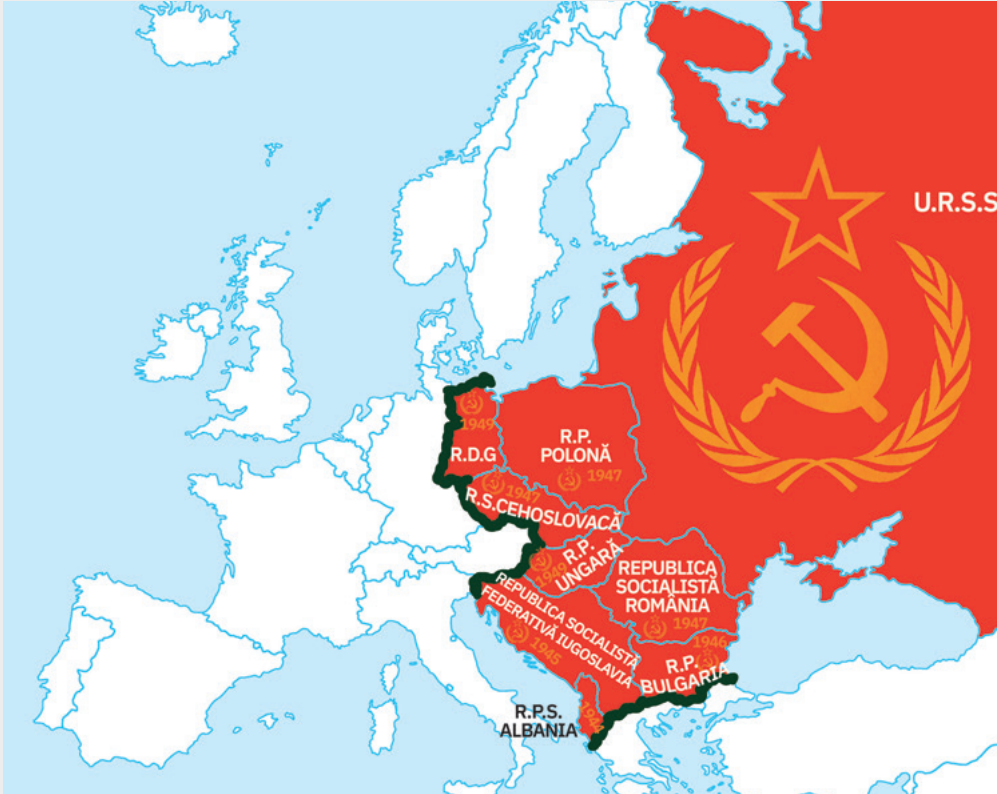 U.R.S.S
1949
R.D.G
R.P.
POLONĂ
1947
1947
R.S.CEHOSLOVACĂ
R.P.
UNGARĂ
1949
REPUBLICA
SOCIALISTĂ
ROMÂNIA
1947
REPUBLICA SOCIALISTĂ
FEDERATIVĂ IUGOSLAVIA
1945
1946
R.P.
BULGARIA
R.P.S.
ALBANIA
1944